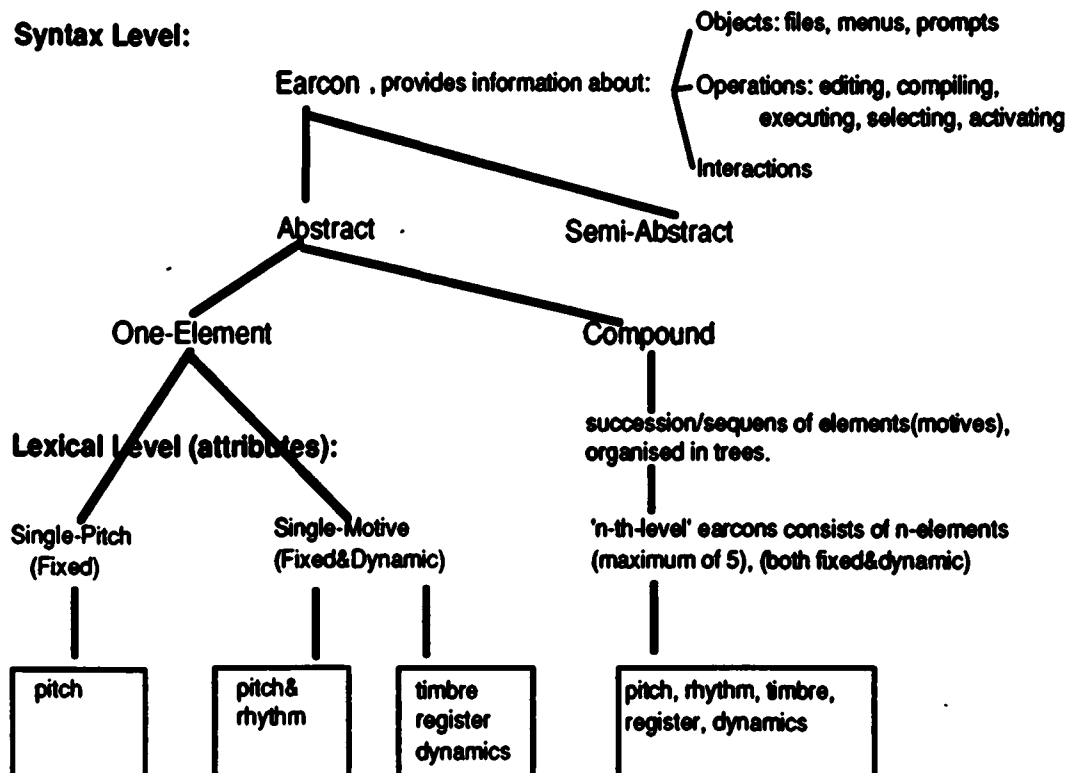 Syntax Level:
Objects: files, menus, prompts
Earcon , provides information about:
Operations: editing, compiling,
executing, selecting, activating
Interactions
Abstract
Semi-Abstract
One-Element
Compound
succession/sequens of elements(motives),
organised in trees.
Lexical Level (attributes):
Single-Pitch
(Fixed)
Single-Motive
(Fixed&Dynamic)
'n-th-level' earcons consists of n-elements
(maximum of 5), (both fixed&dynamic)
pitch
pitch&
rhythm
timbre
register
dynamics
pitch, rhythm, timbre,
register, dynamics